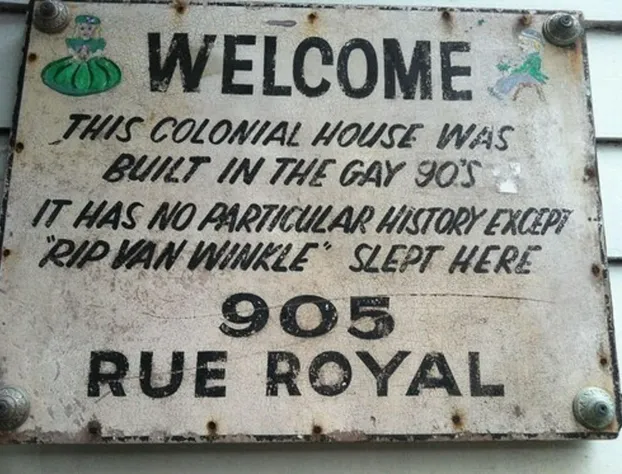 WELCOME
THIS COLONIAL HOUSE WAS
BUILT IN THE GAY 90'S
IT HAS NO PARTICULAR HISTORY EXCEPT
"RIP VAN WINKLE" SLEPT HERE
905
RUE ROYAL